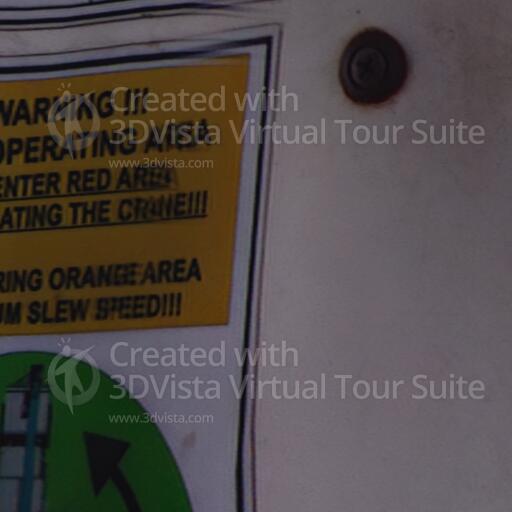 WARNING !!!
OPERATING AREA
ENTER RED AREA
ATING THE CRANE!!!
RING ORANGE AREA
UM SLEW SPEED!!!
Created with
3DVista Virtual Tour Suite
www.3dvista.com
Created with
3DVista Virtual Tour Suite
www.3dvista.com